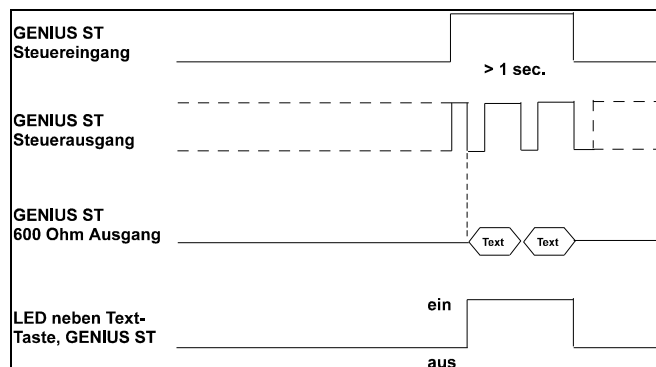 GENIUS ST
Steuereingang
> 1 sec.
GENIUS ST
Steuerausgang
GENIUS ST
600 Ohm Ausgang
Text Text
ein
LED neben Text-
Taste, GENIUS ST
aus